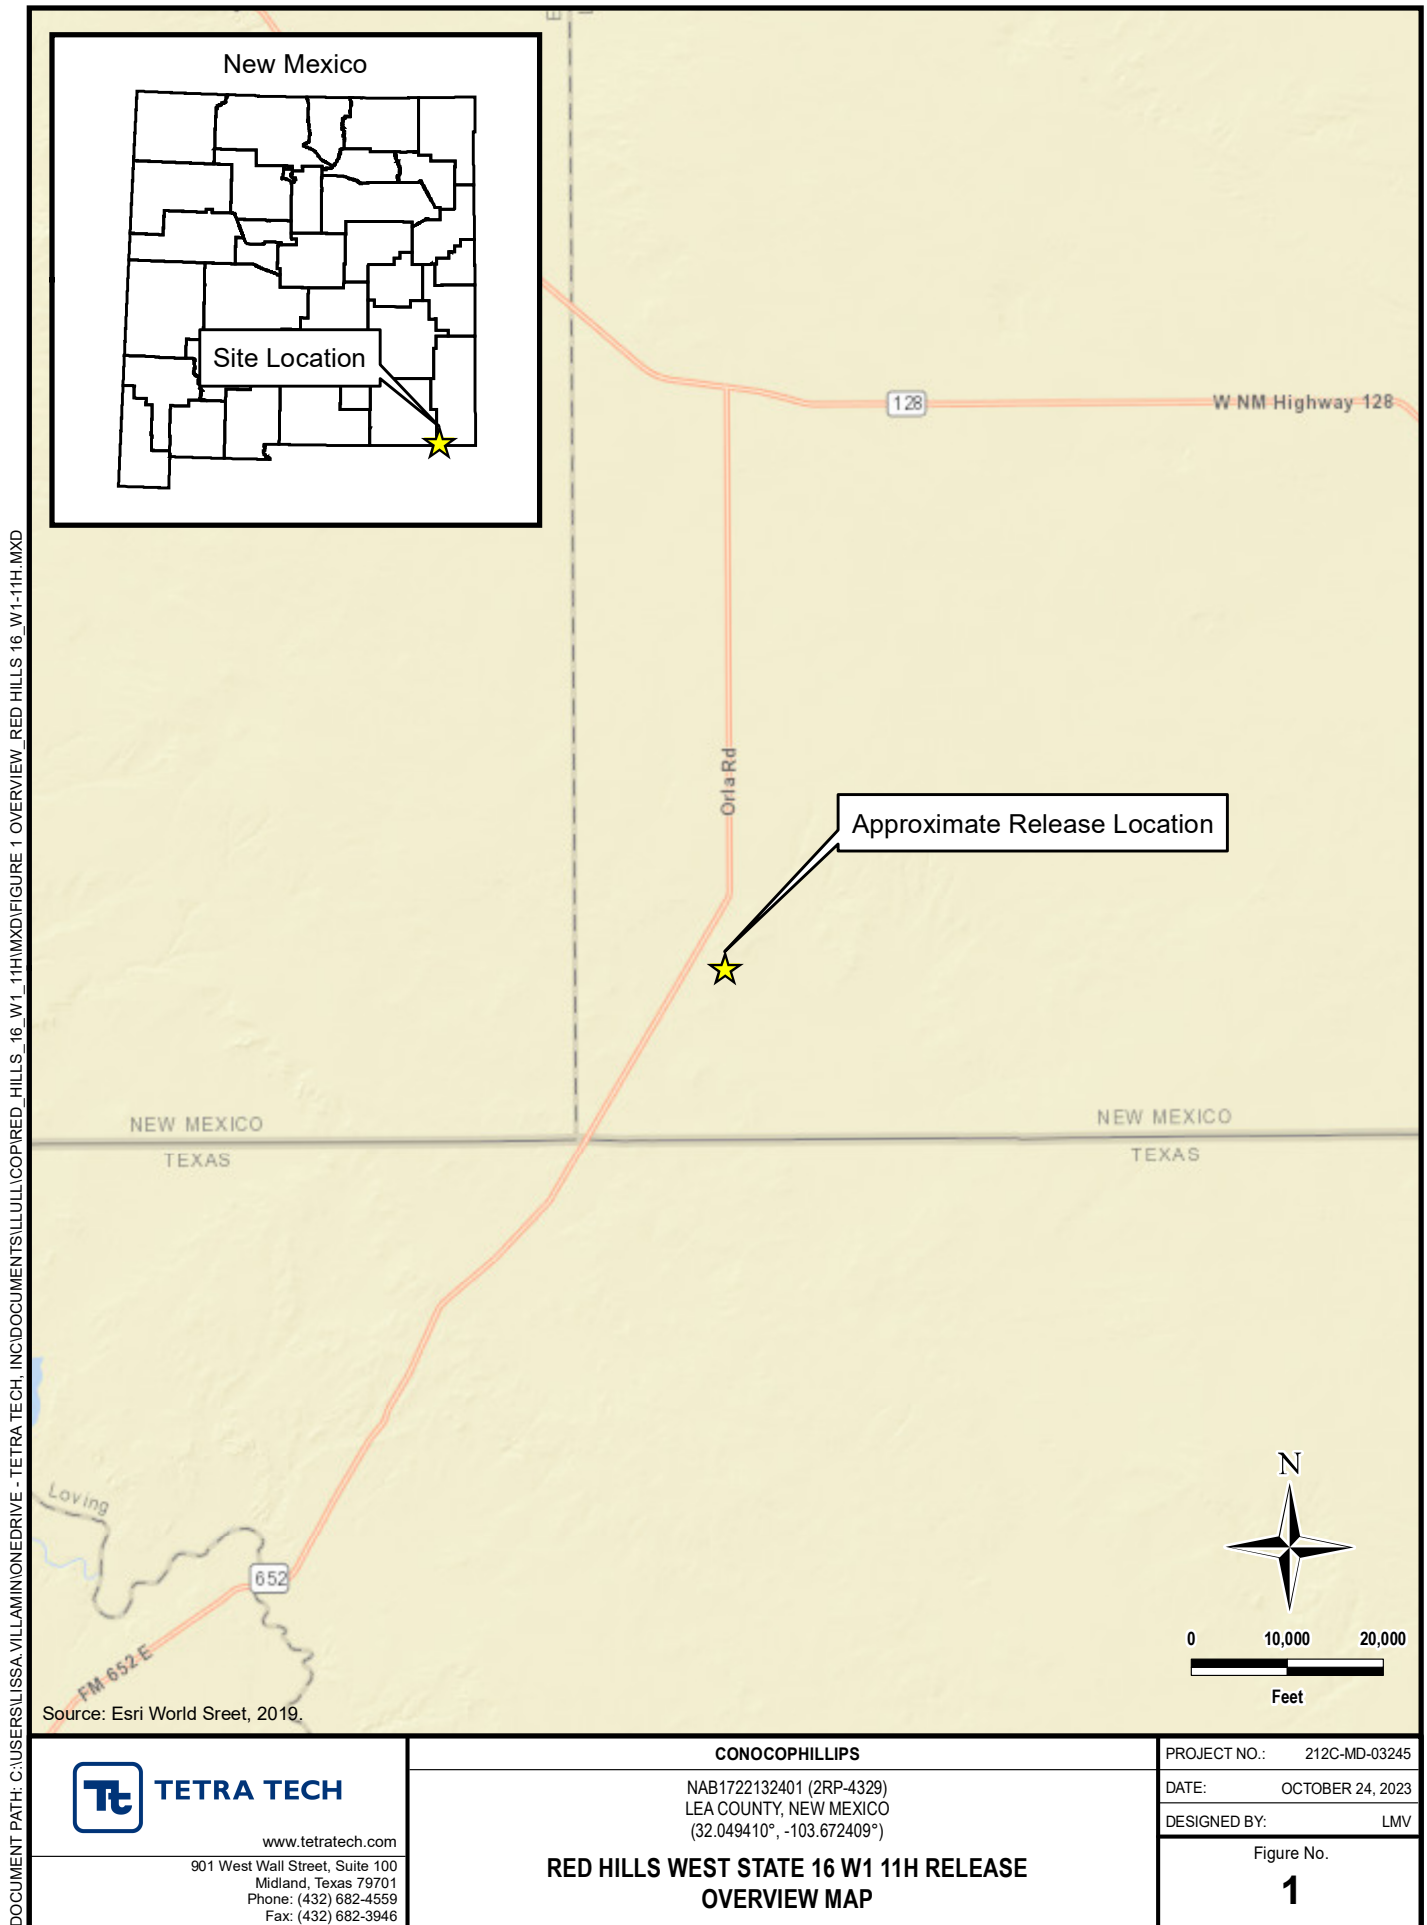 New Mexico
Site Location
128
W NM Highway 128
Orla Rd
Approximate Release Location
NEW MEXICO
TEXAS
NEW MEXICO
TEXAS
Loving
652
FM 652 E
N
0 10,000 20,000
Feet
Source: Esri World Sreet, 2019.
DOCUMENT PATH: C:\USERS\LISSA.VILLAMIN\ONEDRIVE - TETRA TECH, INC\DOCUMENTS\LLULL\COP\RED_HILLS_16_W1_11H\MXD\FIGURE 1 OVERVIEW_RED HILLS 16_W1-11H.MXD
Tt TETRA TECH
www.tetratech.com
901 West Wall Street, Suite 100
Midland, Texas 79701
Phone: (432) 682-4559
Fax: (432) 682-3946
CONOCOPHILLIPS
NAB1722132401 (2RP-4329)
LEA COUNTY, NEW MEXICO
(32.049410°, -103.672409°)
RED HILLS WEST STATE 16 W1 11H RELEASE
OVERVIEW MAP
PROJECT NO.: 212C-MD-03245
DATE: OCTOBER 24, 2023
DESIGNED BY: LMV
Figure No.
1